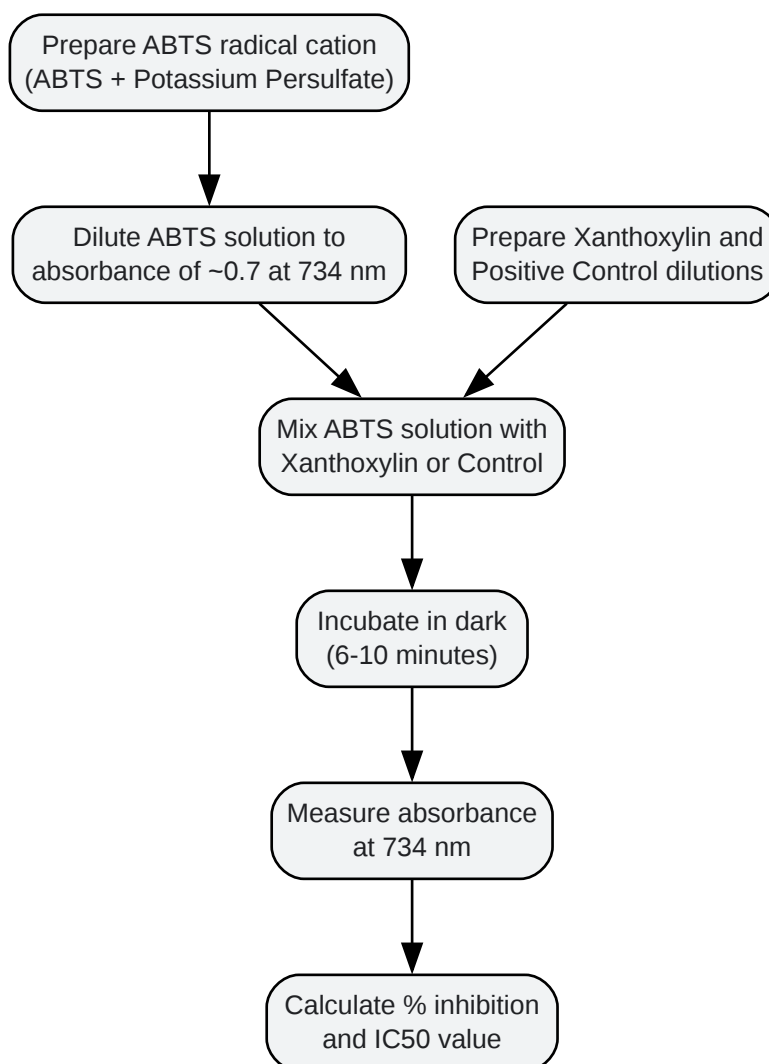 Prepare ABTS radical cation
(ABTS + Potassium Persulfate)
Dilute ABTS solution to
absorbance of ~0.7 at 734 nm
Prepare Xanthoxylin and
Positive Control dilutions
Mix ABTS solution with
Xanthoxylin or Control
Incubate in dark
(6-10 minutes)
Measure absorbance
at 734 nm
Calculate % inhibition
and IC50 value